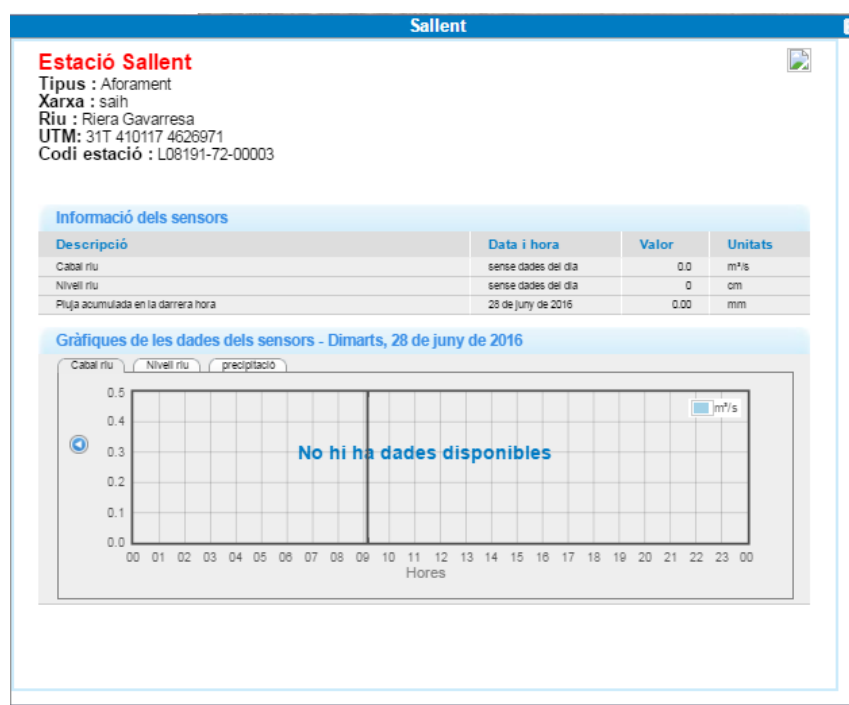 Sallent
Estació Sallent
Tipus : Aforament
Xarxa : saih
Riu : Riera Gavarresa
UTM: 31T 410117 4626971
Codi estació : L08191-72-00003
Informació dels sensors
Descripció Data i hora Valor Unitats
Cabal riu sense dades del dia 0.0 m³/s
Nivell riu sense dades del dia 0 cm
Pluja acumulada en la darrera hora 28 de juny de 2016 0.00 mm
Gràfiques de les dades dels sensors - Dimarts, 28 de juny de 2016
Cabal riu Nivell riu precipitació
0.5
m³/s
0.4
0.3
No hi ha dades disponibles
0.2
0.1
0.0
00 01 02 03 04 05 06 07 08 09 10 11 12 13 14 15 16 17 18 19 20 21 22 23 00
Hores